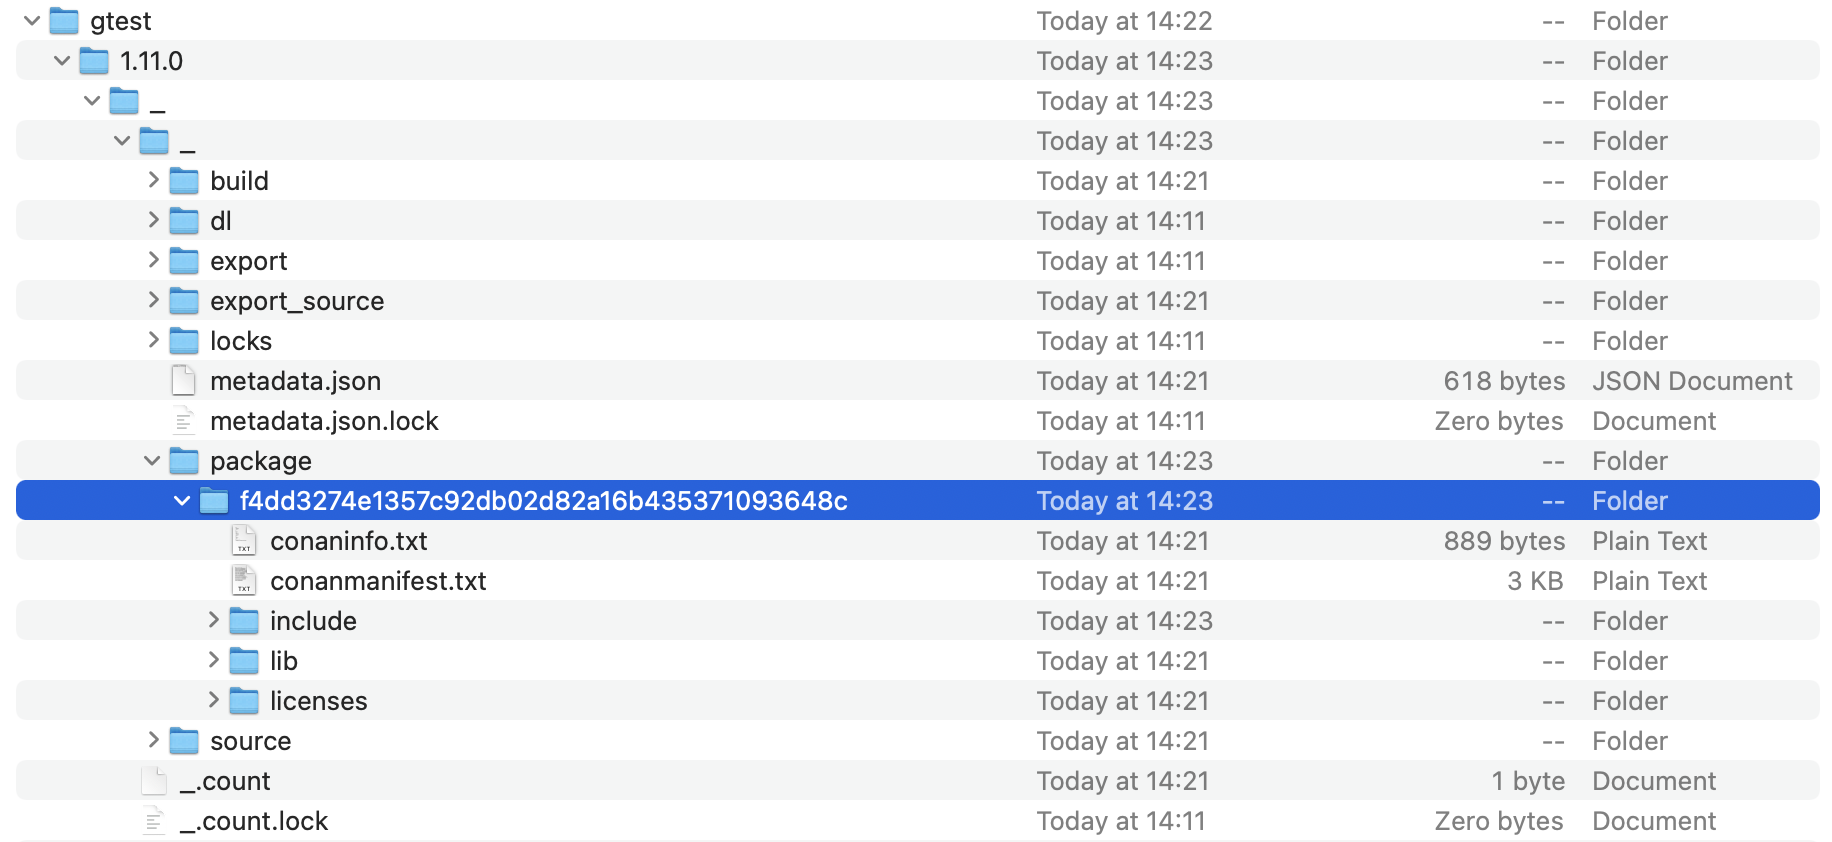 gtest Today at 14:22 -- Folder
1.11.0 Today at 14:23 -- Folder
_ Today at 14:23 -- Folder
_ Today at 14:23 -- Folder
build Today at 14:21 -- Folder
dl Today at 14:11 -- Folder
export Today at 14:11 -- Folder
export_source Today at 14:21 -- Folder
locks Today at 14:11 -- Folder
metadata.json Today at 14:21 618 bytes JSON Document
metadata.json.lock Today at 14:11 Zero bytes Document
package Today at 14:23 -- Folder
f4dd3274e1357c92db02d82a16b435371093648c Today at 14:23 -- Folder
conaninfo.txt Today at 14:21 889 bytes Plain Text
conanmanifest.txt Today at 14:21 3 KB Plain Text
include Today at 14:23 -- Folder
lib Today at 14:21 -- Folder
licenses Today at 14:21 -- Folder
source Today at 14:21 -- Folder
_.count Today at 14:21 1 byte Document
_.count.lock Today at 14:11 Zero bytes Document